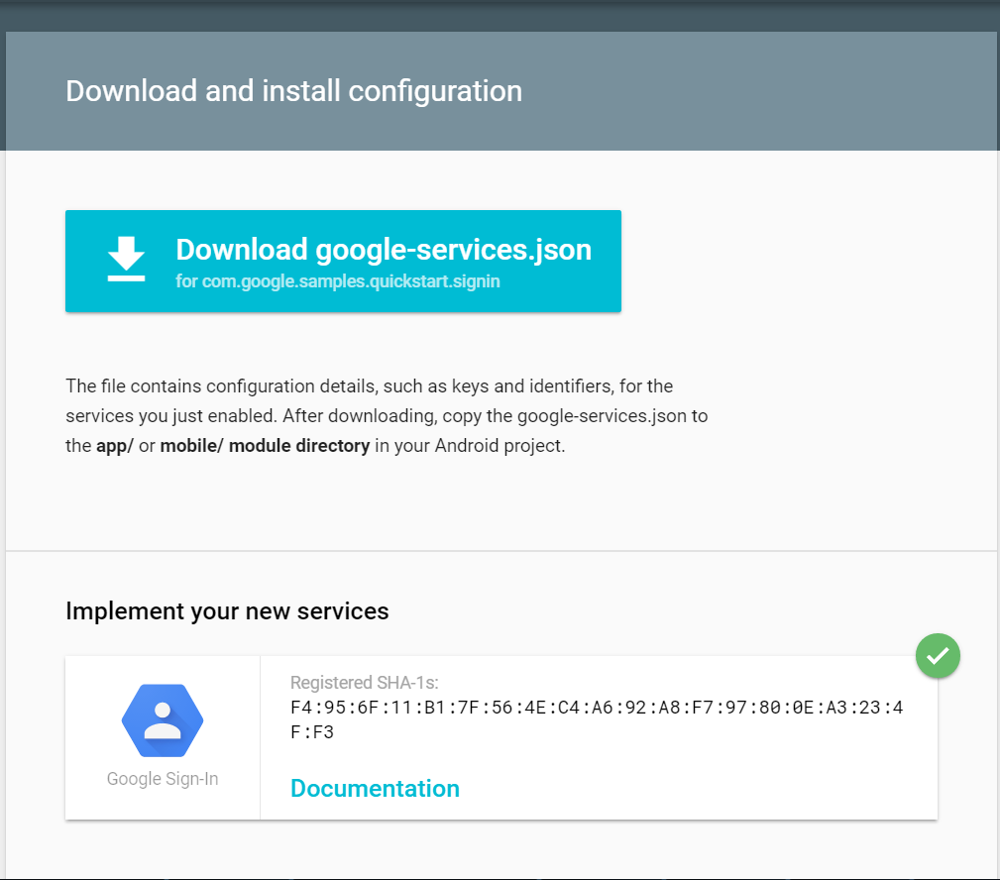 Download and install configuration
Download google-services.json
for com.google.samples.quickstart.signin
The file contains configuration details, such as keys and identifiers, for the
services you just enabled. After downloading, copy the google-services.json to
the app/ or mobile/ module directory in your Android project.
Implement your new services
Registered SHA-1s:
F4:95:6F:11:B1:7F:56:4E:C4:A6:92:A8:F7:97:80:0E:A3:23:4
F:F3
Google Sign-In
Documentation